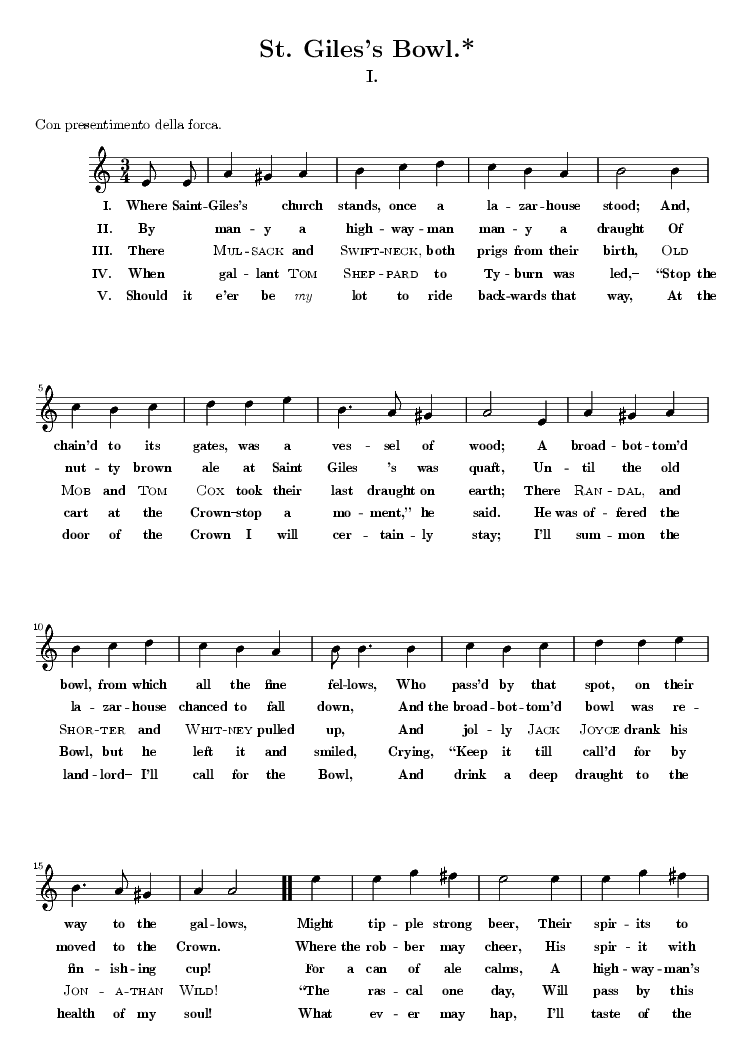 St. Giles's Bowl.*
I.
Con presentimento della forca.
3
4
I. Where Saint--Giles's church stands, once a la -- zar--house stood; And,
II. By man -- y a high -- way -- man man -- y a draught Of
III. There MUL-SACK and SWIFT-NECK, both prigs from their birth, OLD
IV. When gal -- lant TOM SHEP -- PARD to Ty -- burn was led,– “Stop the
V. Should it e'er be my lot to ride back -- wards that way, At the
5
chain'd to its gates, was a ves -- sel of wood; A broad -- bot -- tom'd
nut -- ty brown ale at Saint Giles 's was quaft, Un -- til the old
MOB and TOM COX took their last draught on earth; There RAN -- DAL, and
cart at the Crown–stop a mo -- ment,” he said. He was of -- fered the
door of the Crown I will cer -- tain -- ly stay; I'll sum -- mon the
10
bowl, from which all the fine fel -- lows, Who pass'd by that spot, on their
la -- zar -- house chanced to fall down, And the broad -- bot -- tom'd bowl was re --
SHOR -- TER and WHIT -- NEY pulled up, And jol -- ly JACK JOYCE drank his
Bowl, but he left it and smiled, Crying, “Keep it till call'd for by
land -- lord– I'll call for the Bowl, And drink a deep draught to the
15
way to the gal -- lows, Might tip -- ple strong beer, Their spir -- its to
moved to the Crown. Where the rob -- ber may cheer, His spir -- it with
fin -- ish -- ing cup! For a can of ale calms, A high -- way -- man's
JON -- A -- THAN WILD! “The ras -- cal one day, Will pass by this
health of my soul! What ev -- er may hap, I'll taste of the